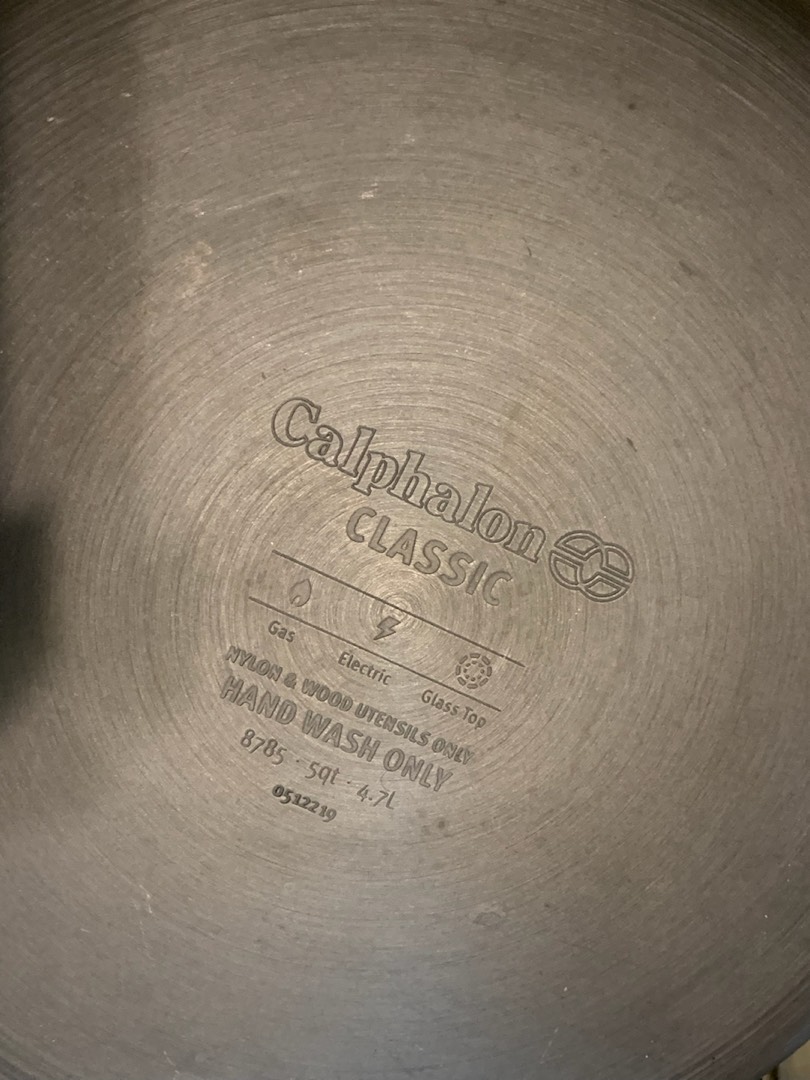 Calphalon
CLASSIC
Gas Electric Glass Top
NYLON & WOOD UTENSILS ONLY
HAND WASH ONLY
8785 · 5qt · 4.7L
0512219